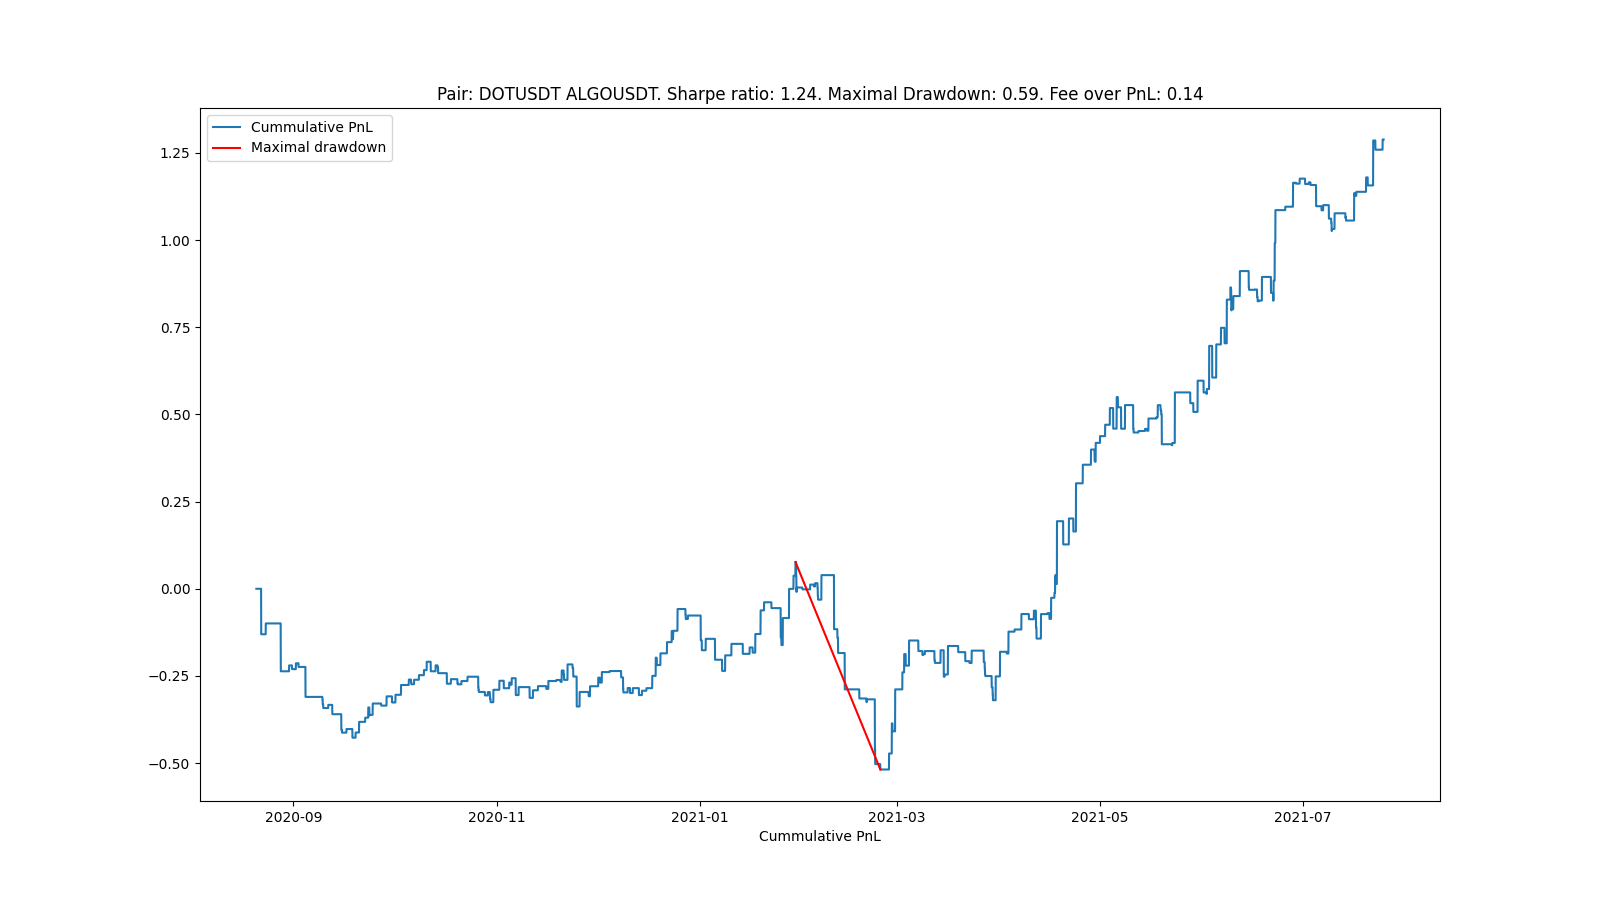 Pair: DOTUSDT ALGOUSDT. Sharpe ratio: 1.24. Maximal Drawdown: 0.59. Fee over PnL: 0.14
Cummulative PnL
Maximal drawdown
1.25
1.00
0.75
0.50
0.25
0.00
−0.25
−0.50
2020-09 2020-11 2021-01 2021-03 2021-05 2021-07
Cummulative PnL